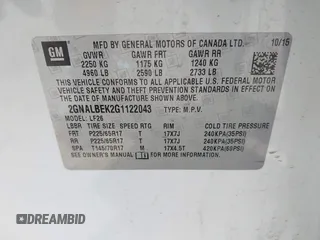 GM
MFD BY GENERAL MOTORS OF CANADA LTD. 10/15
GVWR GAWR FRT GAWR RR
2250 KG 1175 KG 1240 KG
4960 LB 2590 LB 2733 LB
THIS VEHICLE CONFORMS TO ALL APPLICABLE U.S. FEDERAL MOTOR
VEHICLE SAFETY AND THEFT PREVENTION STANDARDS IN EFFECT ON THE
DATE OF MANUFACTURE SHOWN ABOVE.
2GNALBEK2G1122043 TYPE: M.P.V.
MODEL: LF26
TIRE SIZE SPEED RTG RIM COLD TIRE PRESSURE
FRT P225/65R17 T 17X7J 240KPA(35PSI)
RR P225/65R17 T 17X7J 240KPA(35PSI)
SPA T145/70R17 M 17X4.5T 420KPA(60PSI)
SEE OWNER'S MANUAL
© AutoBidMaster